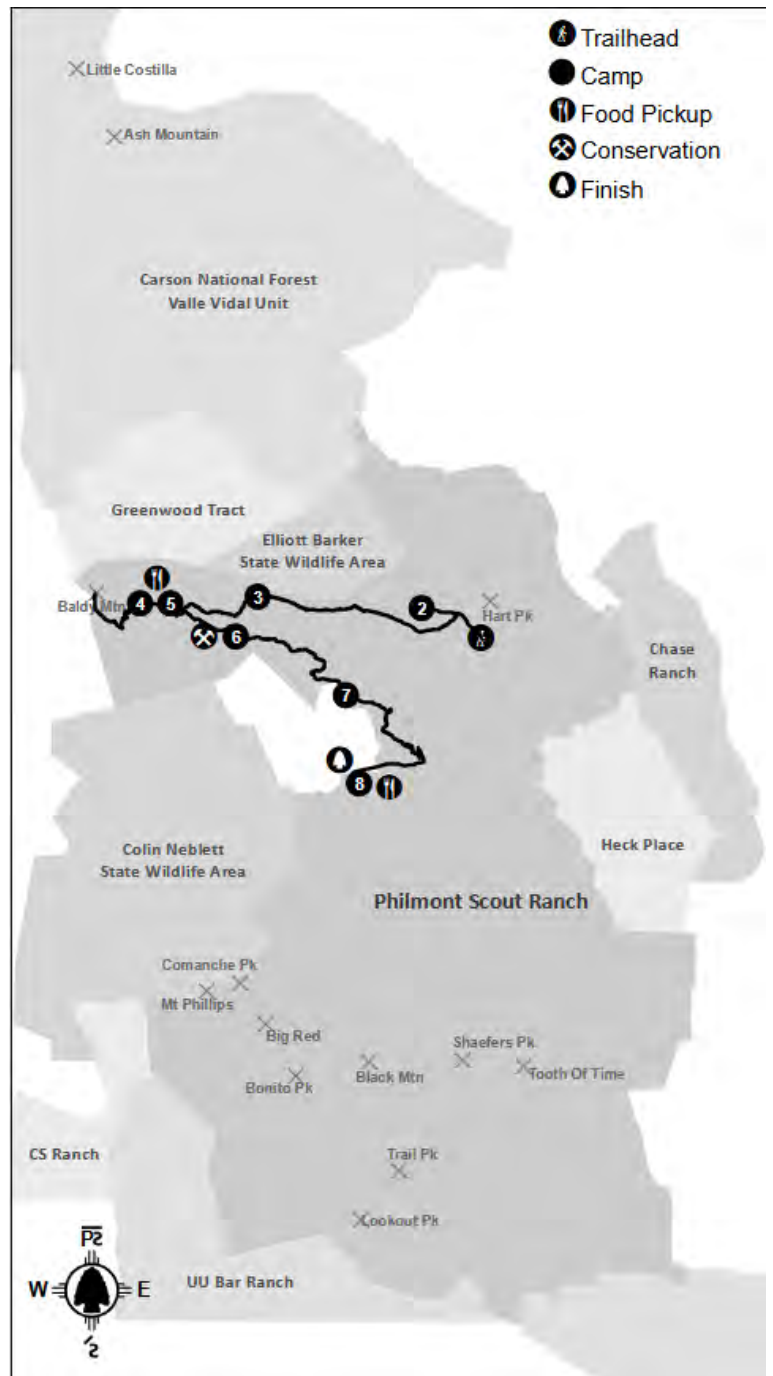 Trailhead
Camp
Food Pickup
Conservation
Finish
Little Costilla
Ash Mountain
Carson National Forest
Valle Vidal Unit
Greenwood Tract
Elliott Barker
State Wildlife Area
Baldy Mtn
4
5
3
2
Hart Pk
6
Chase
Ranch
7
8
Heck Place
Colin Neblett
State Wildlife Area
Philmont Scout Ranch
Comanche Pk
Mt Phillips
Big Red
Bonito Pk
Black Mtn
Shaefers Pk
Tooth Of Time
CS Ranch
Trail Pk
Lookout Pk
UU Bar Ranch
W
E